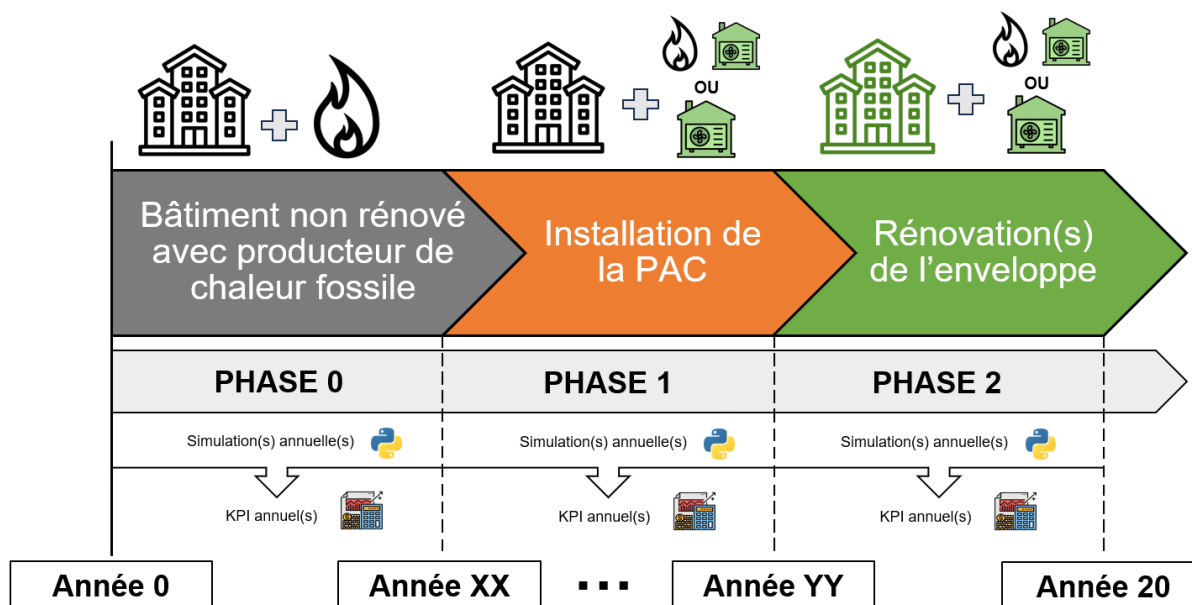 OU
OU
Bâtiment non rénové
avec producteur de
chaleur fossile
Installation de
la PAC
Rénovation(s)
de l'enveloppe
PHASE 0
PHASE 1
PHASE 2
Simulation(s) annuelle(s)
Simulation(s) annuelle(s)
Simulation(s) annuelle(s)
KPI annuel(s)
KPI annuel(s)
KPI annuel(s)
Année 0
Année XX
...
Année YY
Année 20